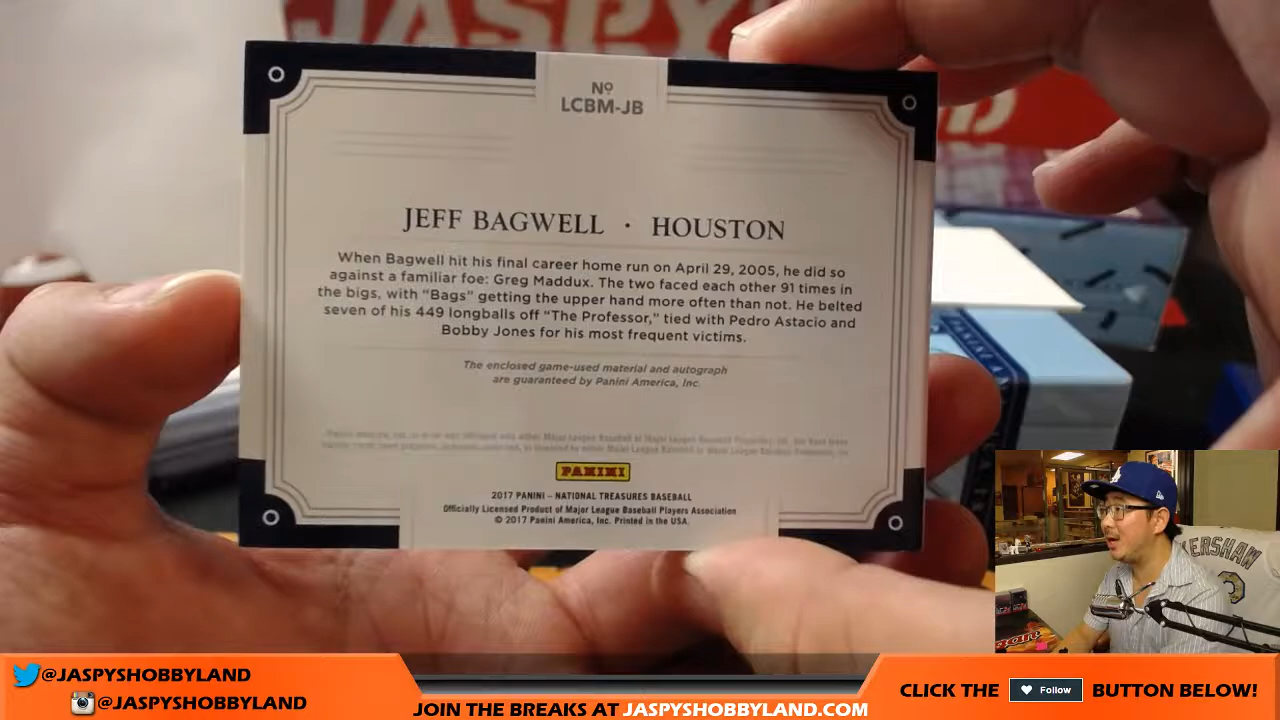 JASPY
Nº
LCBM-JB
JEFF BAGWELL · HOUSTON
When Bagwell hit his final career home run on April 29, 2005, he did so
against a familiar foe: Greg Maddux. The two faced each other 91 times in
the bigs, with “Bags” getting the upper hand more often than not. He belted
seven of his 449 longballs off “The Professor,” tied with Pedro Astacio and
Bobby Jones for his most frequent victims.
The enclosed game-used material and autograph
are guaranteed by Panini America, Inc.
PANINI
2017 PANINI – NATIONAL TREASURES BASEBALL
Officially Licensed Product of Major League Baseball Players Association
© 2017 Panini America, Inc. Printed in the USA.
ERSHAW
@JASPYSHOBBYLAND
@JASPYSHOBBYLAND
JOIN THE BREAKS AT JASPYSHOBBYLAND.COM
CLICK THE Follow BUTTON BELOW!